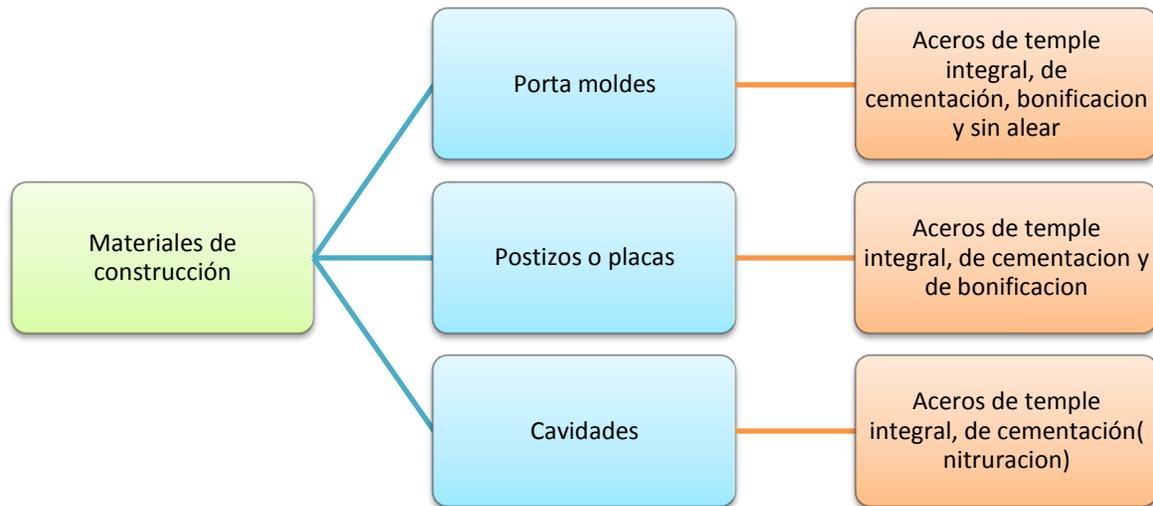 Materiales de
construcción
Porta moldes
Aceros de temple
integral, de
cementación, bonificacion
y sin alear
Postizos o placas
Aceros de temple
integral, de cementacion y
de bonificacion
Cavidades
Aceros de temple
integral, de cementación(
nitruracion)